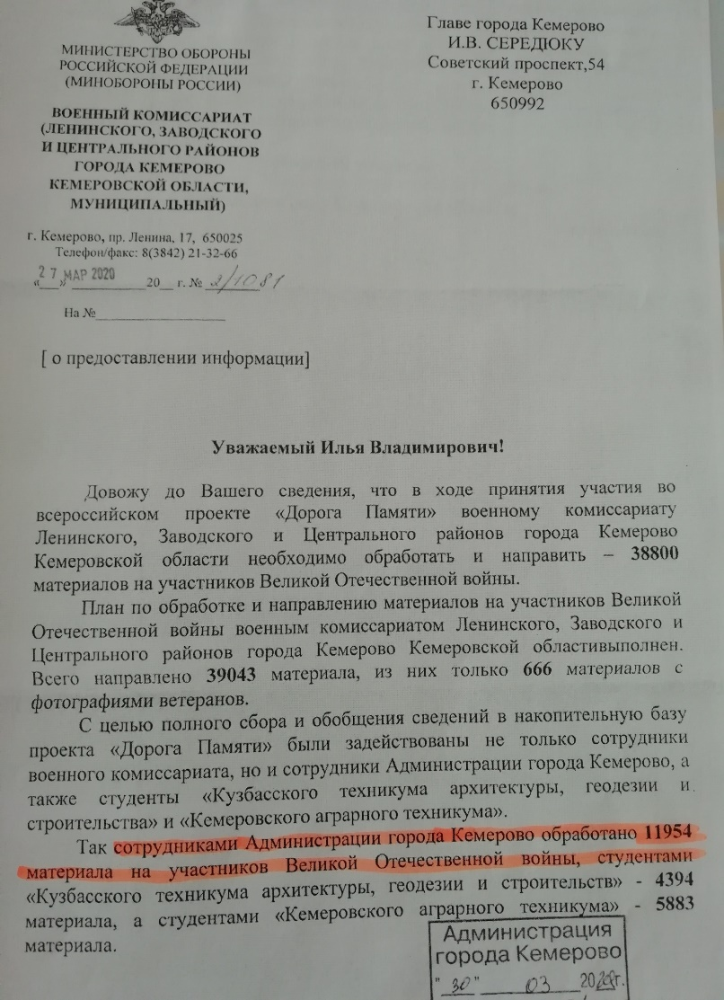 МИНИСТЕРСТВО ОБОРОНЫ
РОССИЙСКОЙ ФЕДЕРАЦИИ
(МИНОБОРОНЫ РОССИИ)
ВОЕННЫЙ КОМИССАРИАТ
(ЛЕНИНСКОГО, ЗАВОДСКОГО
И ЦЕНТРАЛЬНОГО РАЙОНОВ
ГОРОДА КЕМЕРОВО
КЕМЕРОВСКОЙ ОБЛАСТИ,
МУНИЦИПАЛЬНЫЙ)
г. Кемерово, пр. Ленина, 17, 650025
Телефон/факс: 8(3842) 21-32-66
27 МАР 2020
«___»__________20__ г. № 2/1081
На №__________________
Главе города Кемерово
И.В. СЕРЕДЮКУ
Советский проспект,54
г. Кемерово
650992
[ о предоставлении информации]
Уважаемый Илья Владимирович!
Довожу до Вашего сведения, что в ходе принятия участия во
всероссийском проекте «Дорога Памяти» военному комиссариату
Ленинского, Заводского и Центрального районов города Кемерово
Кемеровской области необходимо обработать и направить – 38800
материалов на участников Великой Отечественной войны.
План по обработке и направлению материалов на участников Великой
Отечественной войны военным комиссариатом Ленинского, Заводского и
Центрального районов города Кемерово Кемеровской областивыполнен.
Всего направлено 39043 материала, из них только 666 материалов с
фотографиями ветеранов.
С целью полного сбора и обобщения сведений в накопительную базу
проекта «Дорога Памяти» были задействованы не только сотрудники
военного комиссариата, но и сотрудники Администрации города Кемерово, а
также студенты «Кузбасского техникума архитектуры, геодезии и
строительства» и «Кемеровского аграрного техникума».
Так сотрудниками Администрации города Кемерово обработано 11954
материала на участников Великой Отечественной войны, студентами
«Кузбасского техникума архитектуры, геодезии и строительств» - 4394
материала, а студентами «Кемеровского аграрного техникума» - 5883
материала.
Администрация
города Кемерово
"30" 03 2020г.